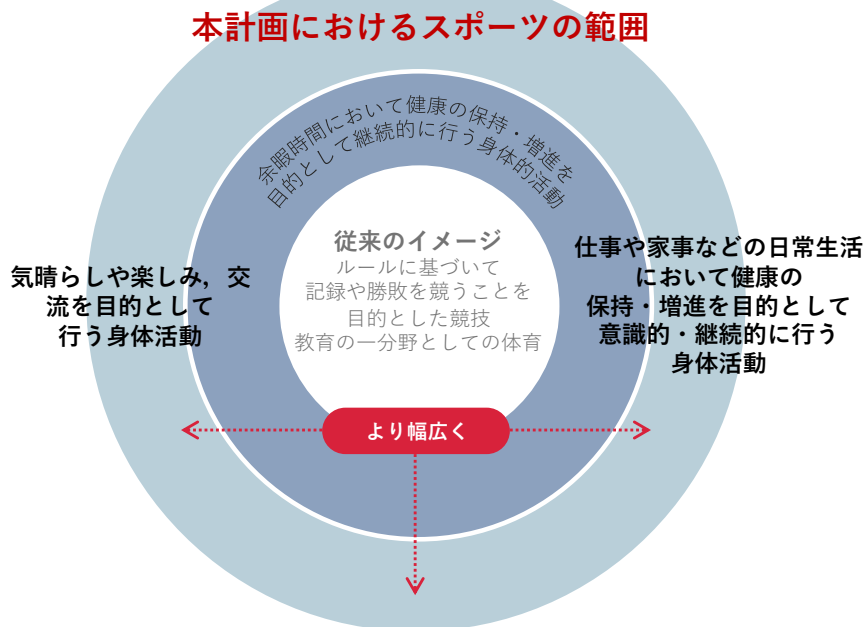 本計画におけるスポーツの範囲
余暇時間において健康の保持・増進を
目的として継続的に行う身体的活動
従来のイメージ
ルールに基づいて
記録や勝敗を競うことを
目的とした競技
教育の一分野としての体育
気晴らしや楽しみ，交
流を目的として
行う身体活動
仕事や家事などの日常生活
において健康の
保持・増進を目的として
意識的・継続的に行う
身体活動
より幅広く